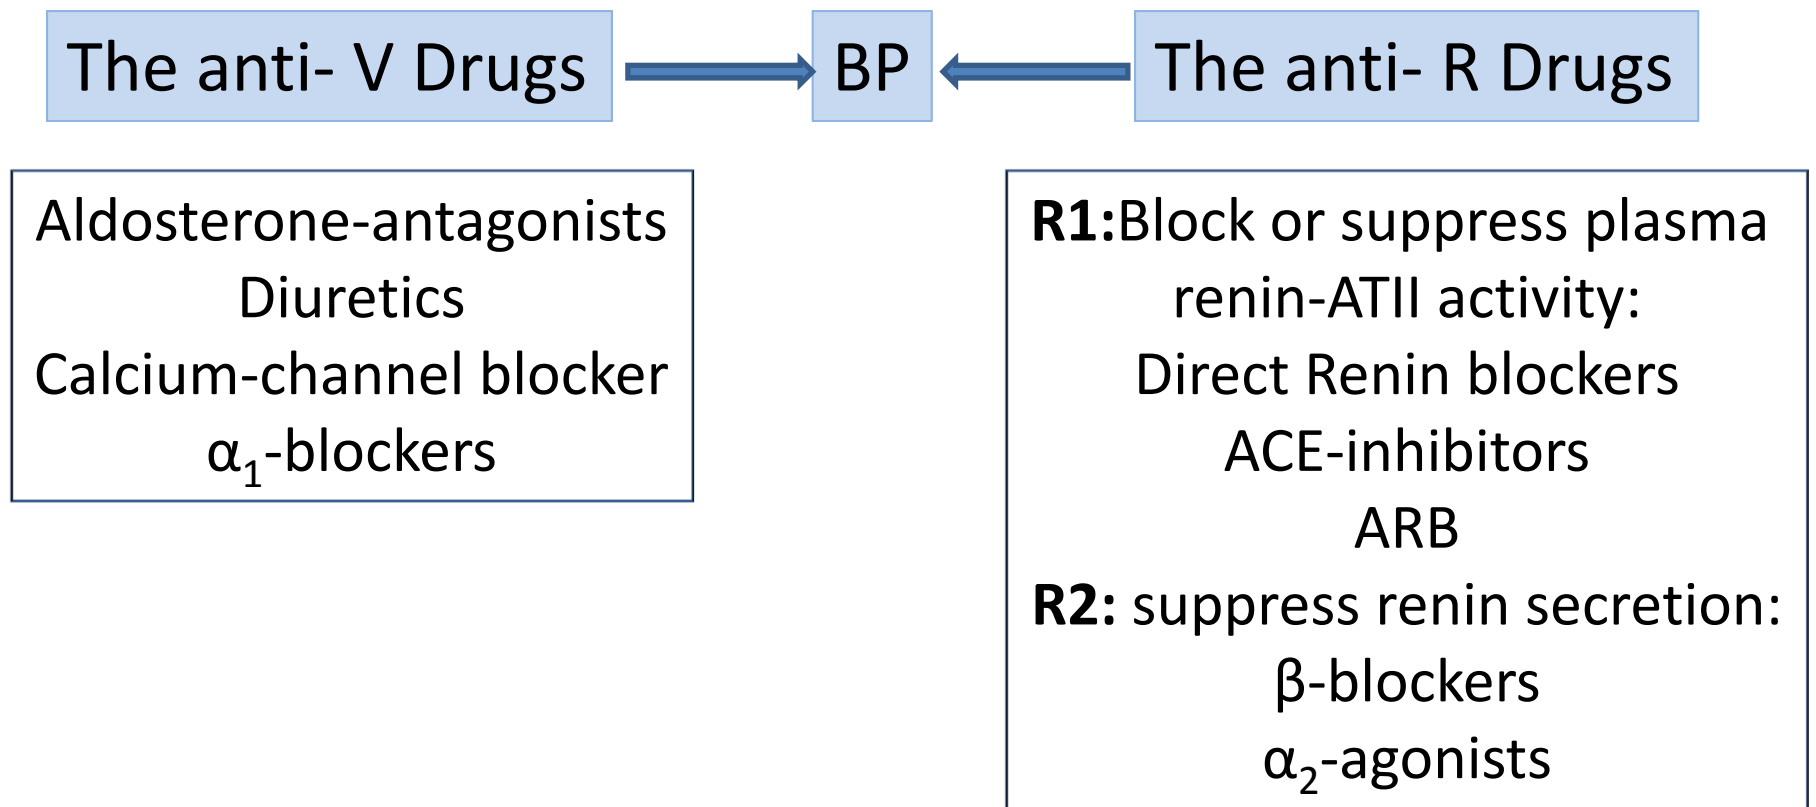 The anti- V Drugs
BP
The anti- R Drugs
Aldosterone-antagonists
Diuretics
Calcium-channel blocker
α₁-blockers
R1:Block or suppress plasma
renin-ATII activity:
Direct Renin blockers
ACE-inhibitors
ARB
R2: suppress renin secretion:
β-blockers
α₂-agonists